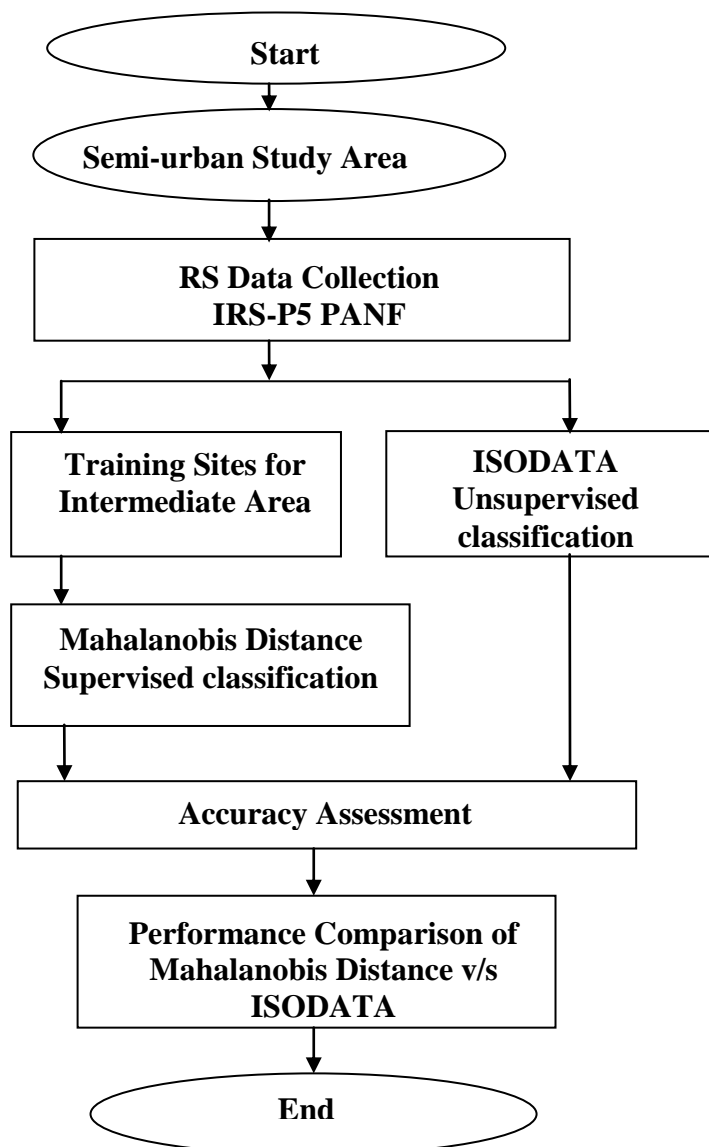 Start
Semi-urban Study Area
RS Data Collection
IRS-P5 PANF
Training Sites for
Intermediate Area
ISODATA
Unsupervised
classification
Mahalanobis Distance
Supervised classification
Accuracy Assessment
Performance Comparison of
Mahalanobis Distance v/s
ISODATA
End